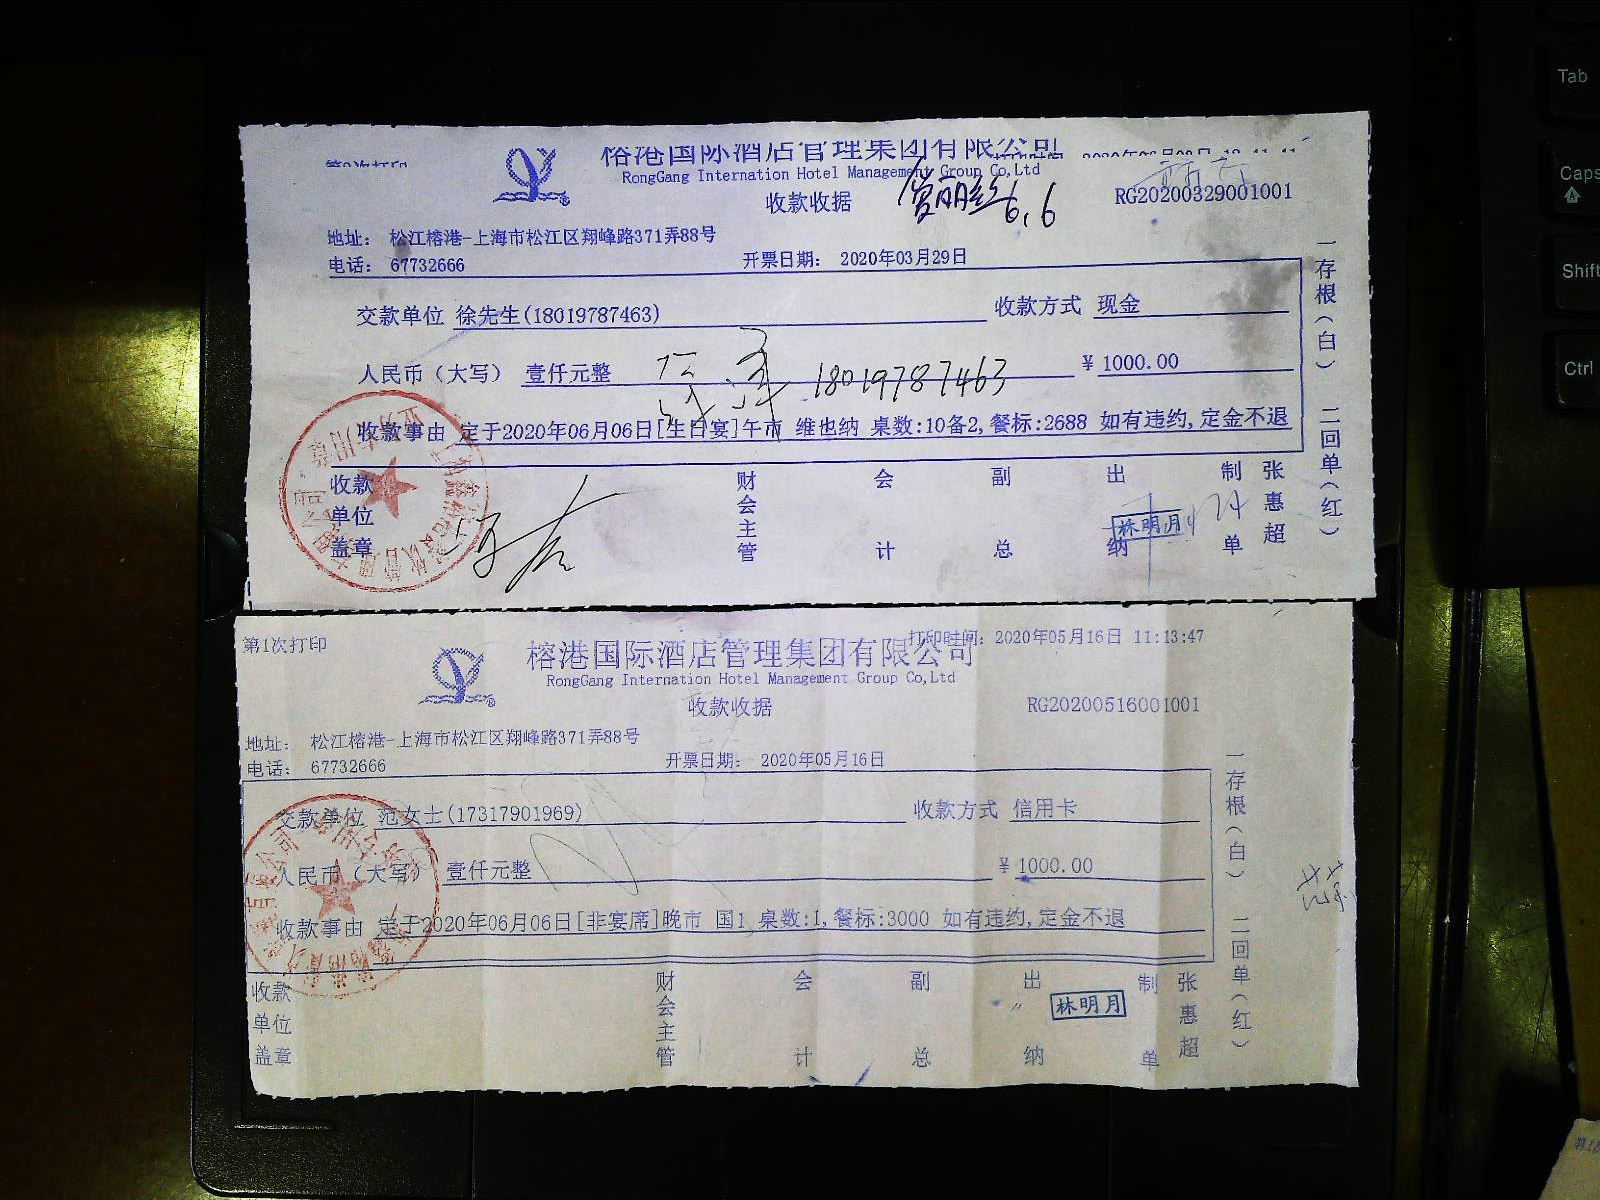 榕港国际酒店管理集团有限公司
RongGang Internation Hotel Management Group Co,Ltd
收款收据
6.6
RG20200329001001
地址： 松江榕港-上海市松江区翔峰路371弄88号
电话： 67732666
开票日期： 2020年03月29日
交款单位 徐先生(18019787463)
收款方式 现金
人民币（大写） 壹仟元整
18019787463
¥ 1000.00
收款事由 定于2020年06月06日[生日宴]午市 维也纳 桌数:10备2,餐标:2688 如有违约,定金不退
收款单位盖章
财会主管
会计
副总
出纳
林明月
制单
张惠超
一存根（白） 二回单（红）
第1次打印
打印时间: 2020年05月16日 11:13:47
榕港国际酒店管理集团有限公司
RongGang Internation Hotel Management Group Co,Ltd
收款收据
RG20200516001001
地址： 松江榕港-上海市松江区翔峰路371弄88号
电话： 67732666
开票日期： 2020年05月16日
交款单位 范女士(17317901969)
收款方式 信用卡
人民币（大写） 壹仟元整
¥ 1000.00
收款事由 定于2020年06月06日[非宴席]晚市 国1 桌数:1,餐标:3000 如有违约,定金不退
收款单位盖章
财会主管
会计
副总
出纳
林明月
制单
张惠超
一存根（白） 二回单（红）
Tab
Caps
Shift
Ctrl